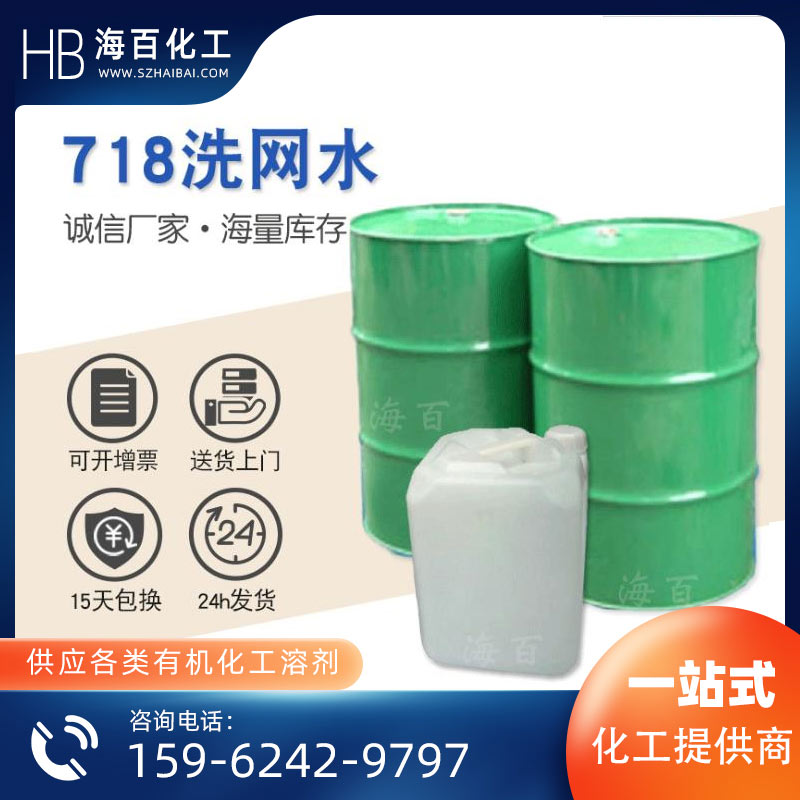 HB 海百化工
WWW.SZHAIBAI.COM
718洗网水
诚信厂家·海量库存
可开增票
送货上门
24
15天包换
24h发货
海百
海百
海百
供应各类有机化工溶剂
咨询电话:
159-6242-9797
一站式
化工提供商